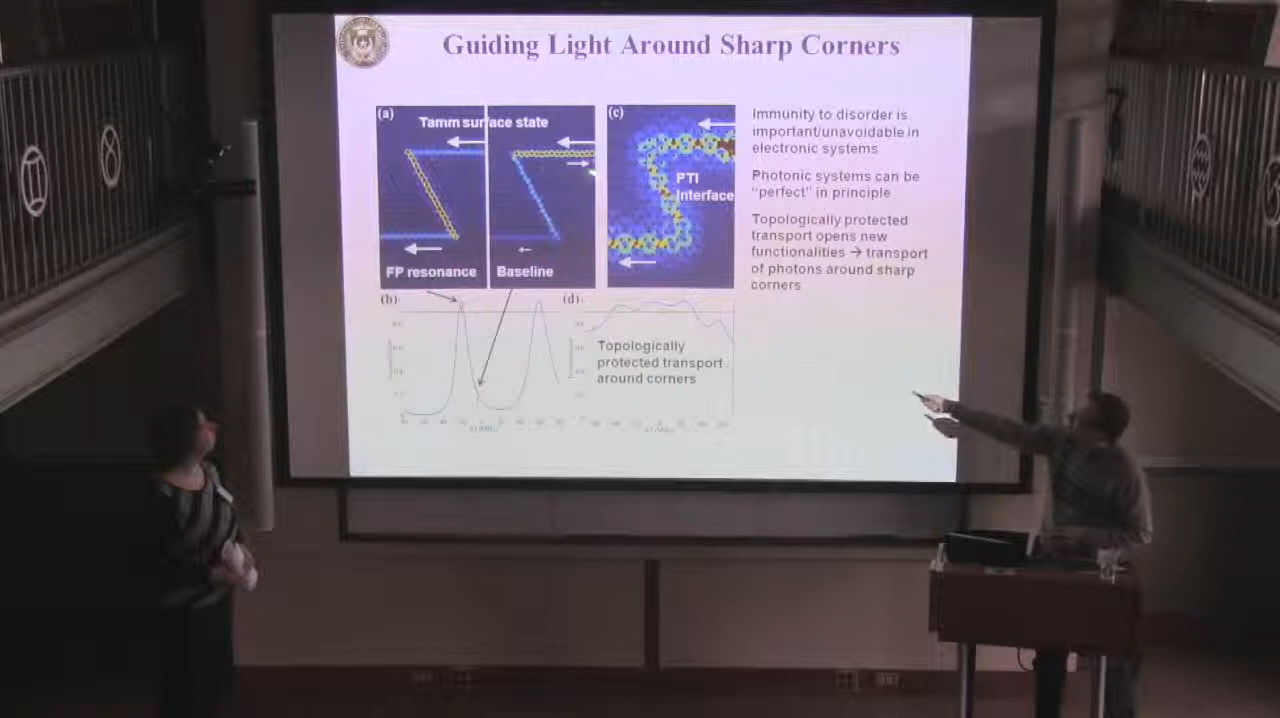 Guiding Light Around Sharp Corners
(a)
Tamm surface state
FP resonance
Baseline
(c)
PTI
Interface
Immunity to disorder is
important/unavoidable in
electronic systems
Photonic systems can be
“perfect” in principle
Topologically protected
transport opens new
functionalities → transport
of photons around sharp
corners
(b)
(d)
Topologically
protected transport
around corners